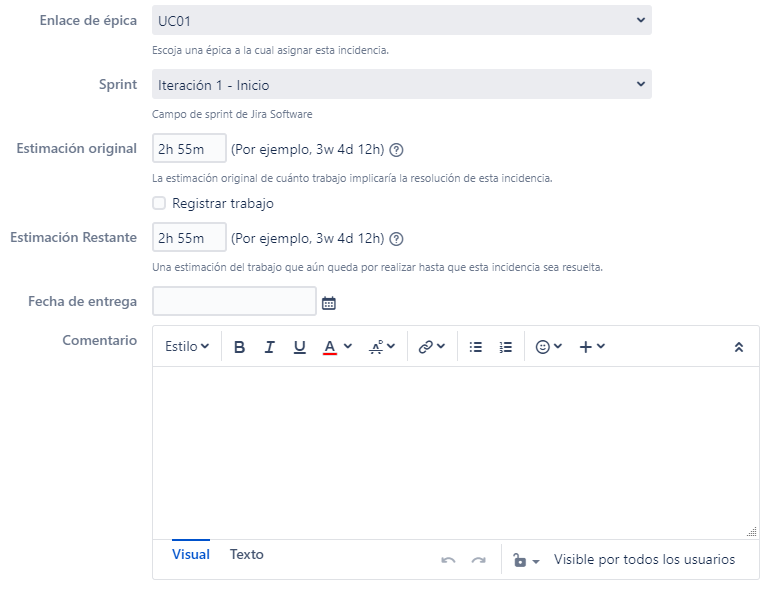 Enlace de épica UC01
Escoja una épica a la cual asignar esta incidencia.
Sprint Iteración 1 - Inicio
Campo de sprint de Jira Software
Estimación original 2h 55m (Por ejemplo, 3w 4d 12h)
La estimación original de cuánto trabajo implicaría la resolución de esta incidencia.
Registrar trabajo
Estimación Restante 2h 55m (Por ejemplo, 3w 4d 12h)
Una estimación del trabajo que aún queda por realizar hasta que esta incidencia sea resuelta.
Fecha de entrega
Comentario
Estilo B I U A
Visual Texto Visible por todos los usuarios